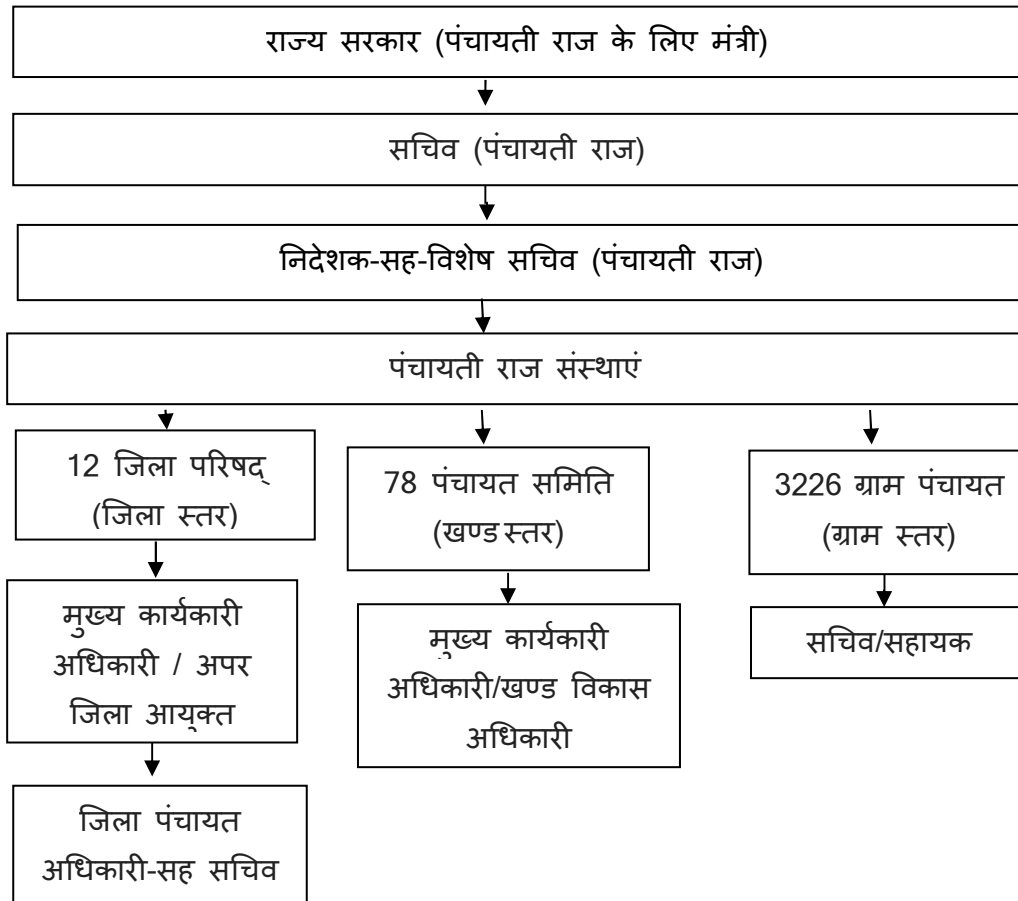 राज्य सरकार (पंचायती राज के लिए मंत्री)
सचिव (पंचायती राज)
निदेशक-सह-विशेष सचिव (पंचायती राज)
पंचायती राज संस्थाएं
12 जिला परिषद्
(जिला स्तर)
78 पंचायत समिति
(खण्ड स्तर)
3226 ग्राम पंचायत
(ग्राम स्तर)
मुख्य कार्यकारी
अधिकारी / अपर
जिला आयुक्त
मुख्य कार्यकारी
अधिकारी/खण्ड विकास
अधिकारी
सचिव/सहायक
जिला पंचायत
अधिकारी-सह सचिव